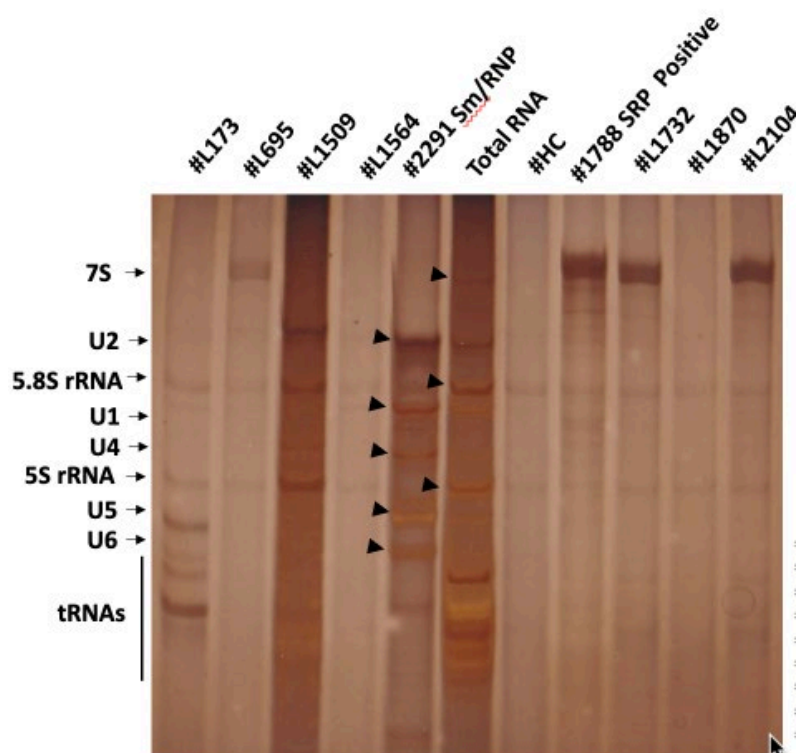 #L173
#L695
#L1509
#L1564
#2291 Sm/RNP
Total RNA
#HC
#1788 SRP Positive
#L1732
#L1870
#L2104
7S
U2
5.8S rRNA
U1
U4
5S rRNA
U5
U6
tRNAs